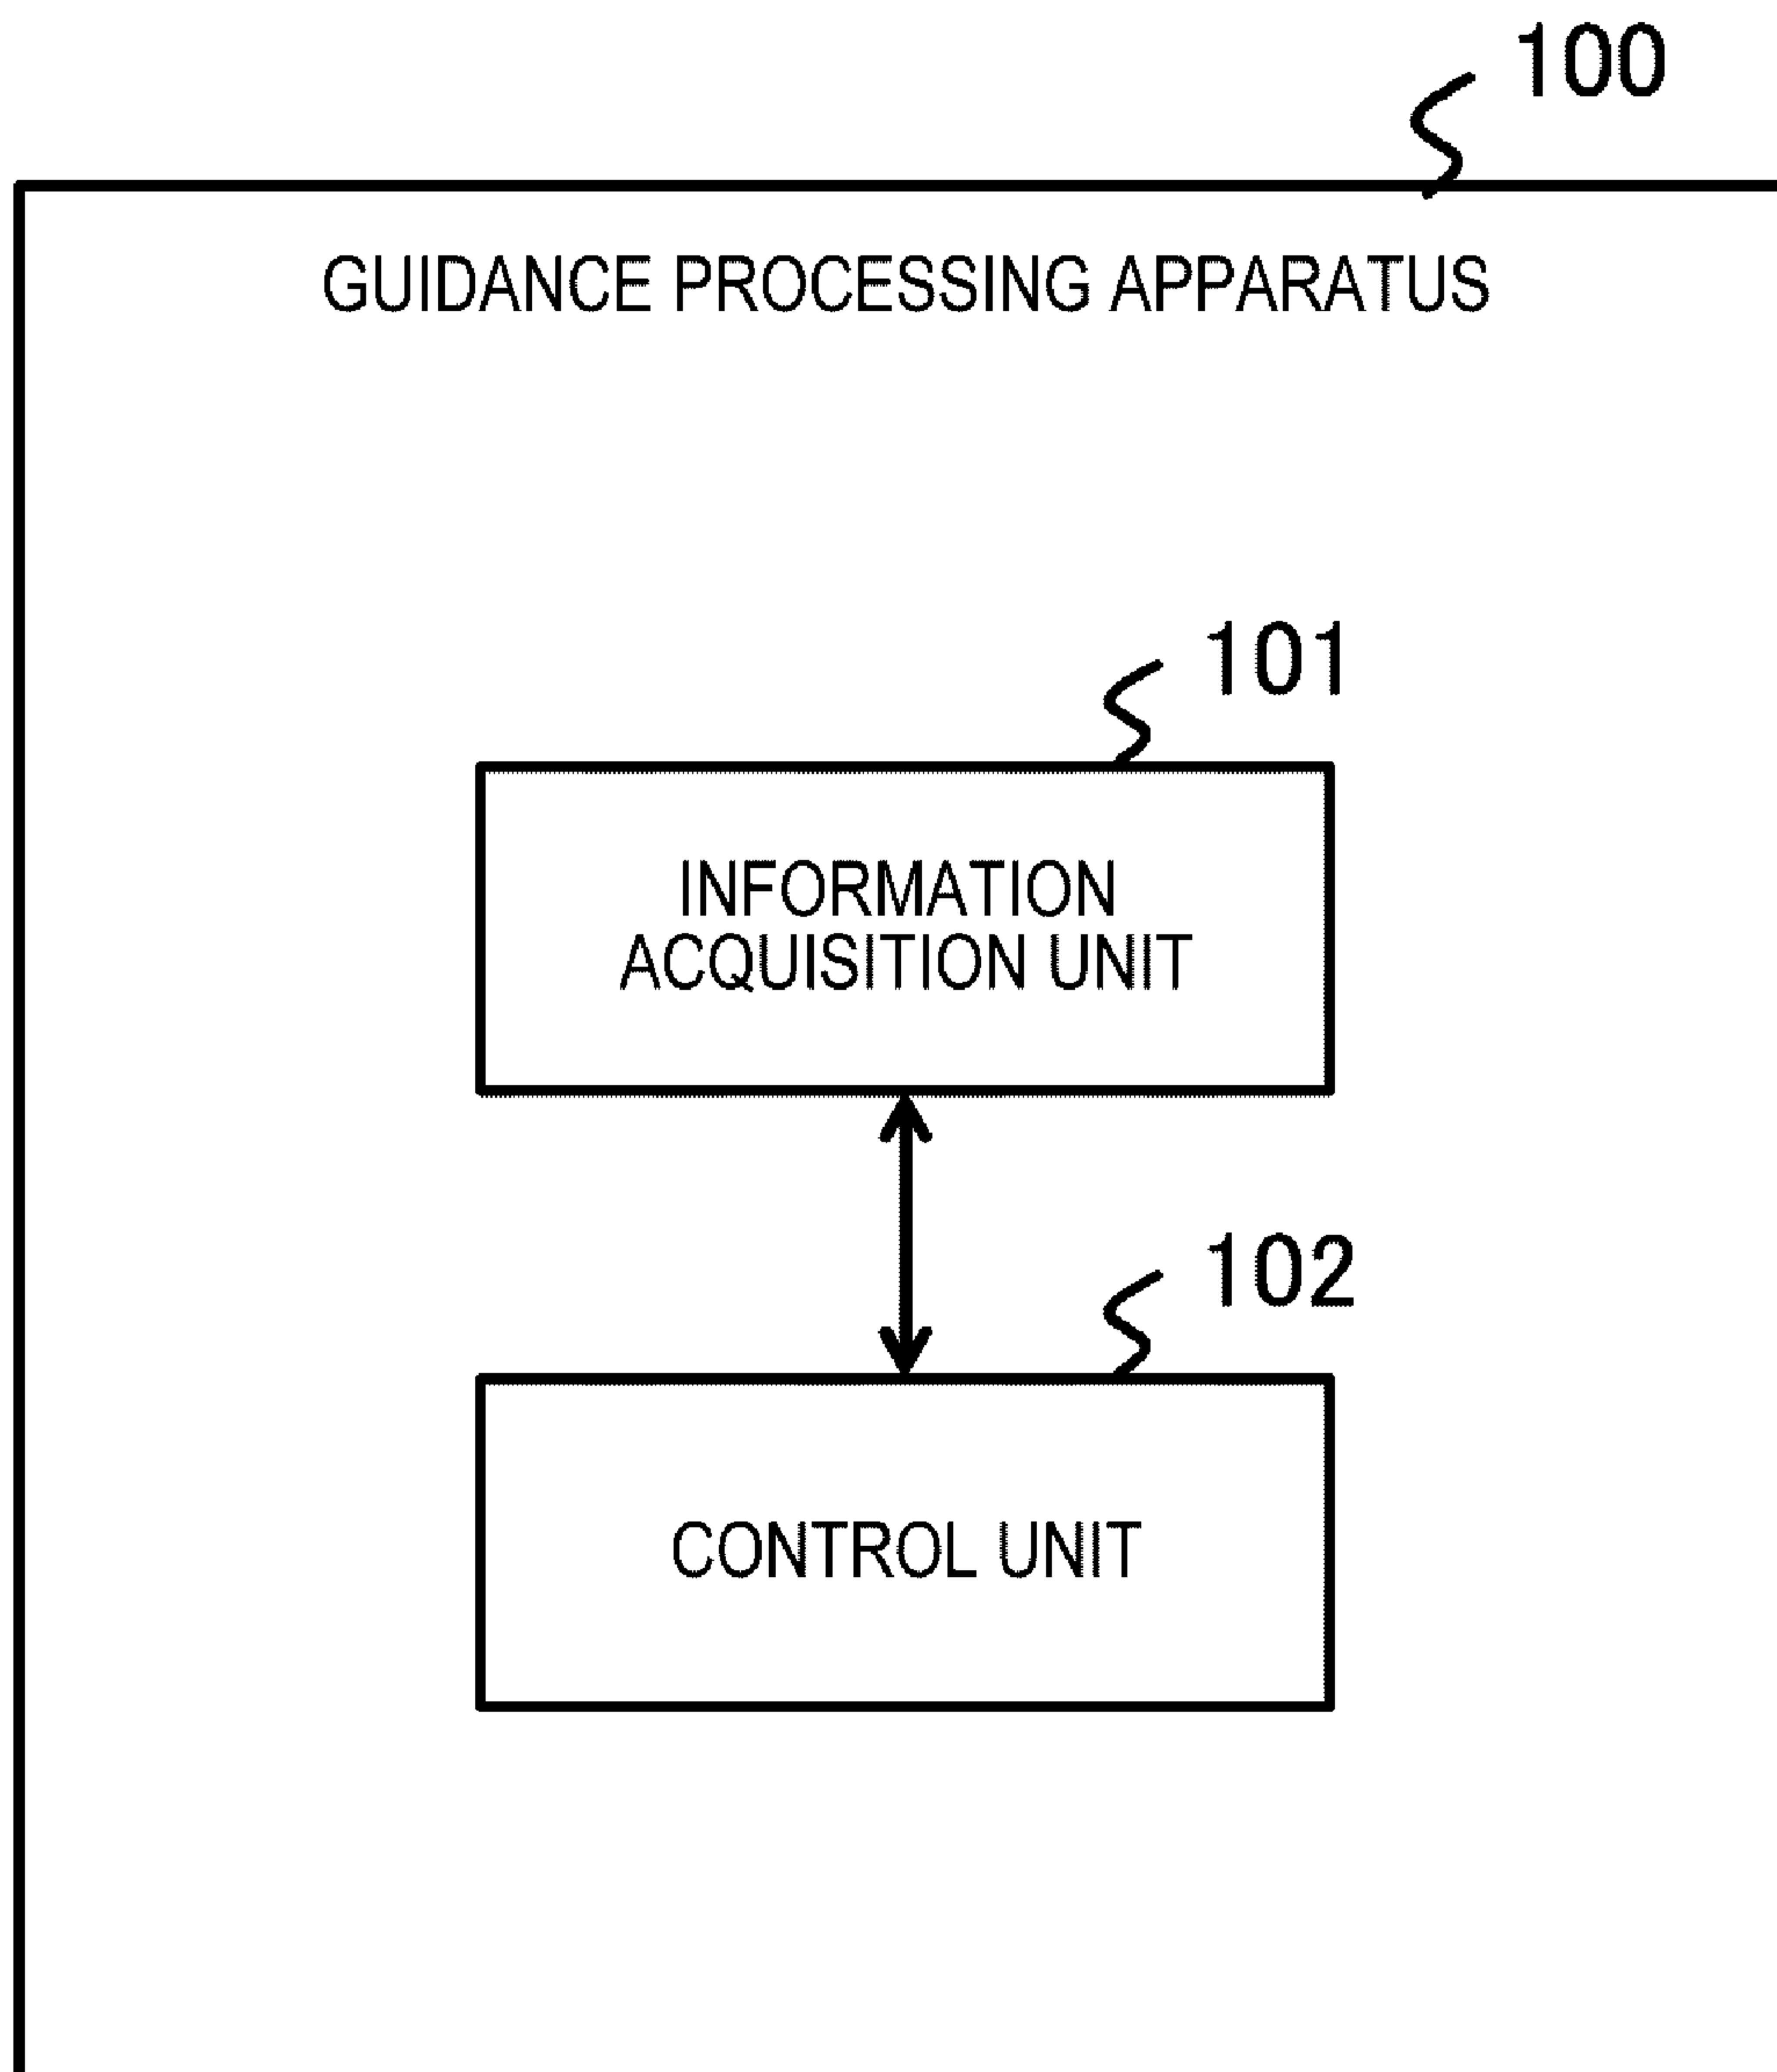 100
GUIDANCE PROCESSING APPARATUS
101
INFORMATION
ACQUISITION UNIT
102
CONTROL UNIT